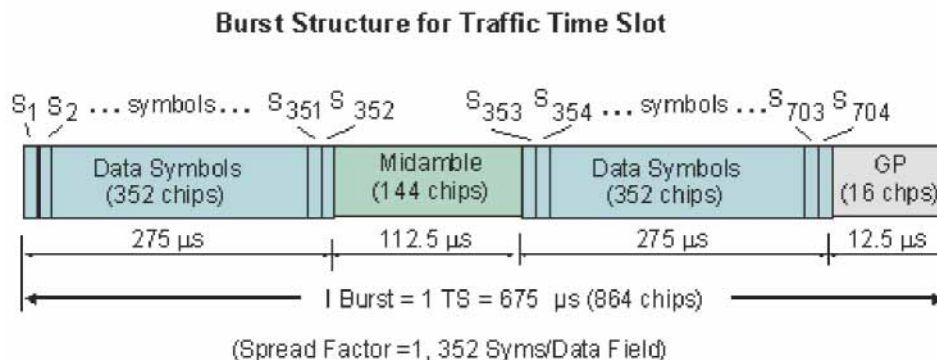 Burst Structure for Traffic Time Slot
S1 S2 ... symbols... S351 S352 S353 S354 ... symbols ...S703 S704
Data Symbols Midamble Data Symbols GP
(352 chips) (144 chips) (352 chips) (16 chps)
275 µs 112.5 µs 275 µs 12.5 µs
I Burst = 1 TS = 675 µs (864 chips)
(Spread Factor =1, 352 Syms/Data Field)